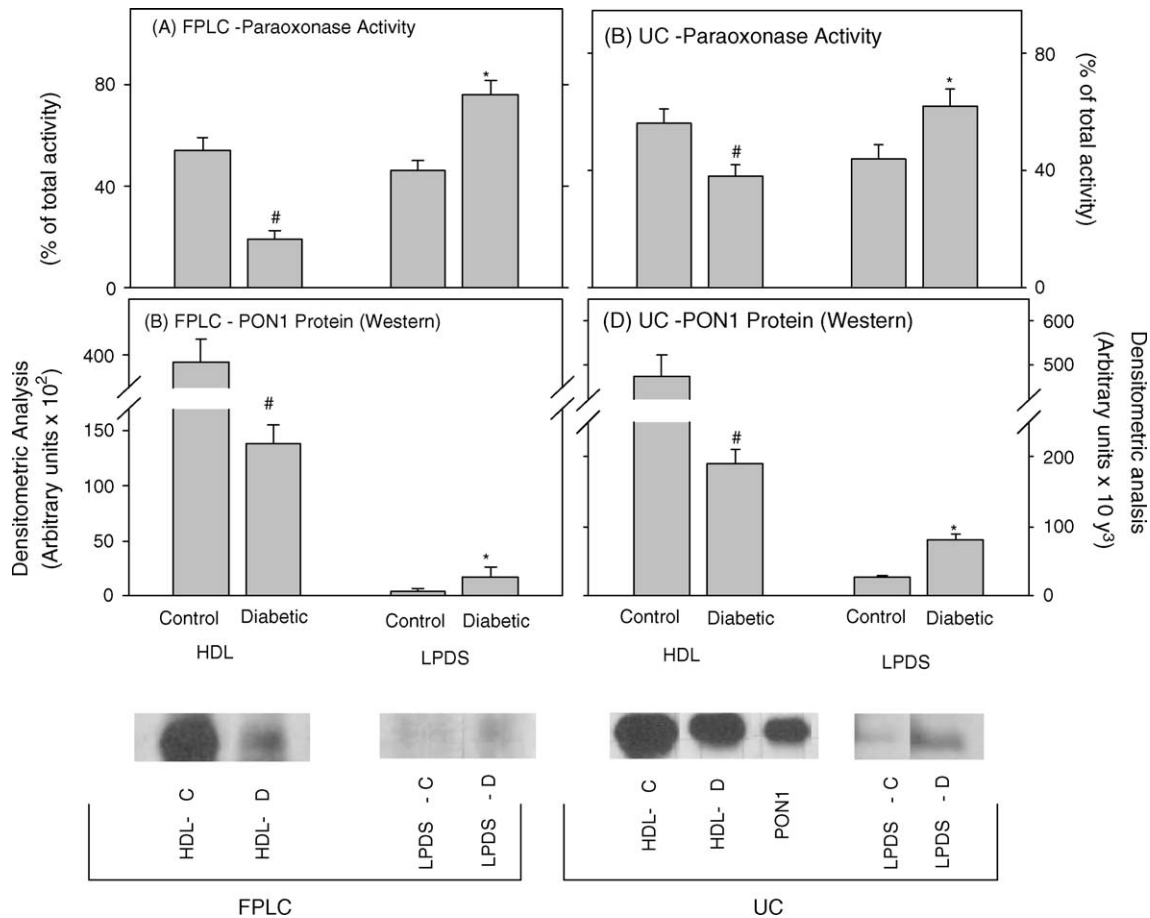 (A) FPLC -Paraoxonase Activity
(% of total activity)
80
40
0
#
*
(B) UC -Paraoxonase Activity
(% of total activity)
80
40
0
#
*
(B) FPLC - PON1 Protein (Western)
Densitometric Analysis
(Arbitrary units x 10²)
400
150
100
50
0
#
*
Control Diabetic Control Diabetic
HDL LPDS
(D) UC -PON1 Protein (Western)
Densitometric analsis
(Arbitrary units x 10 y³)
600
500
200
100
0
#
*
Control Diabetic Control Diabetic
HDL LPDS
HDL- C
HDL- D
LPDS - C
LPDS - D
FPLC
HDL- C
HDL- D
PON1
LPDS - C
LPDS - D
UC